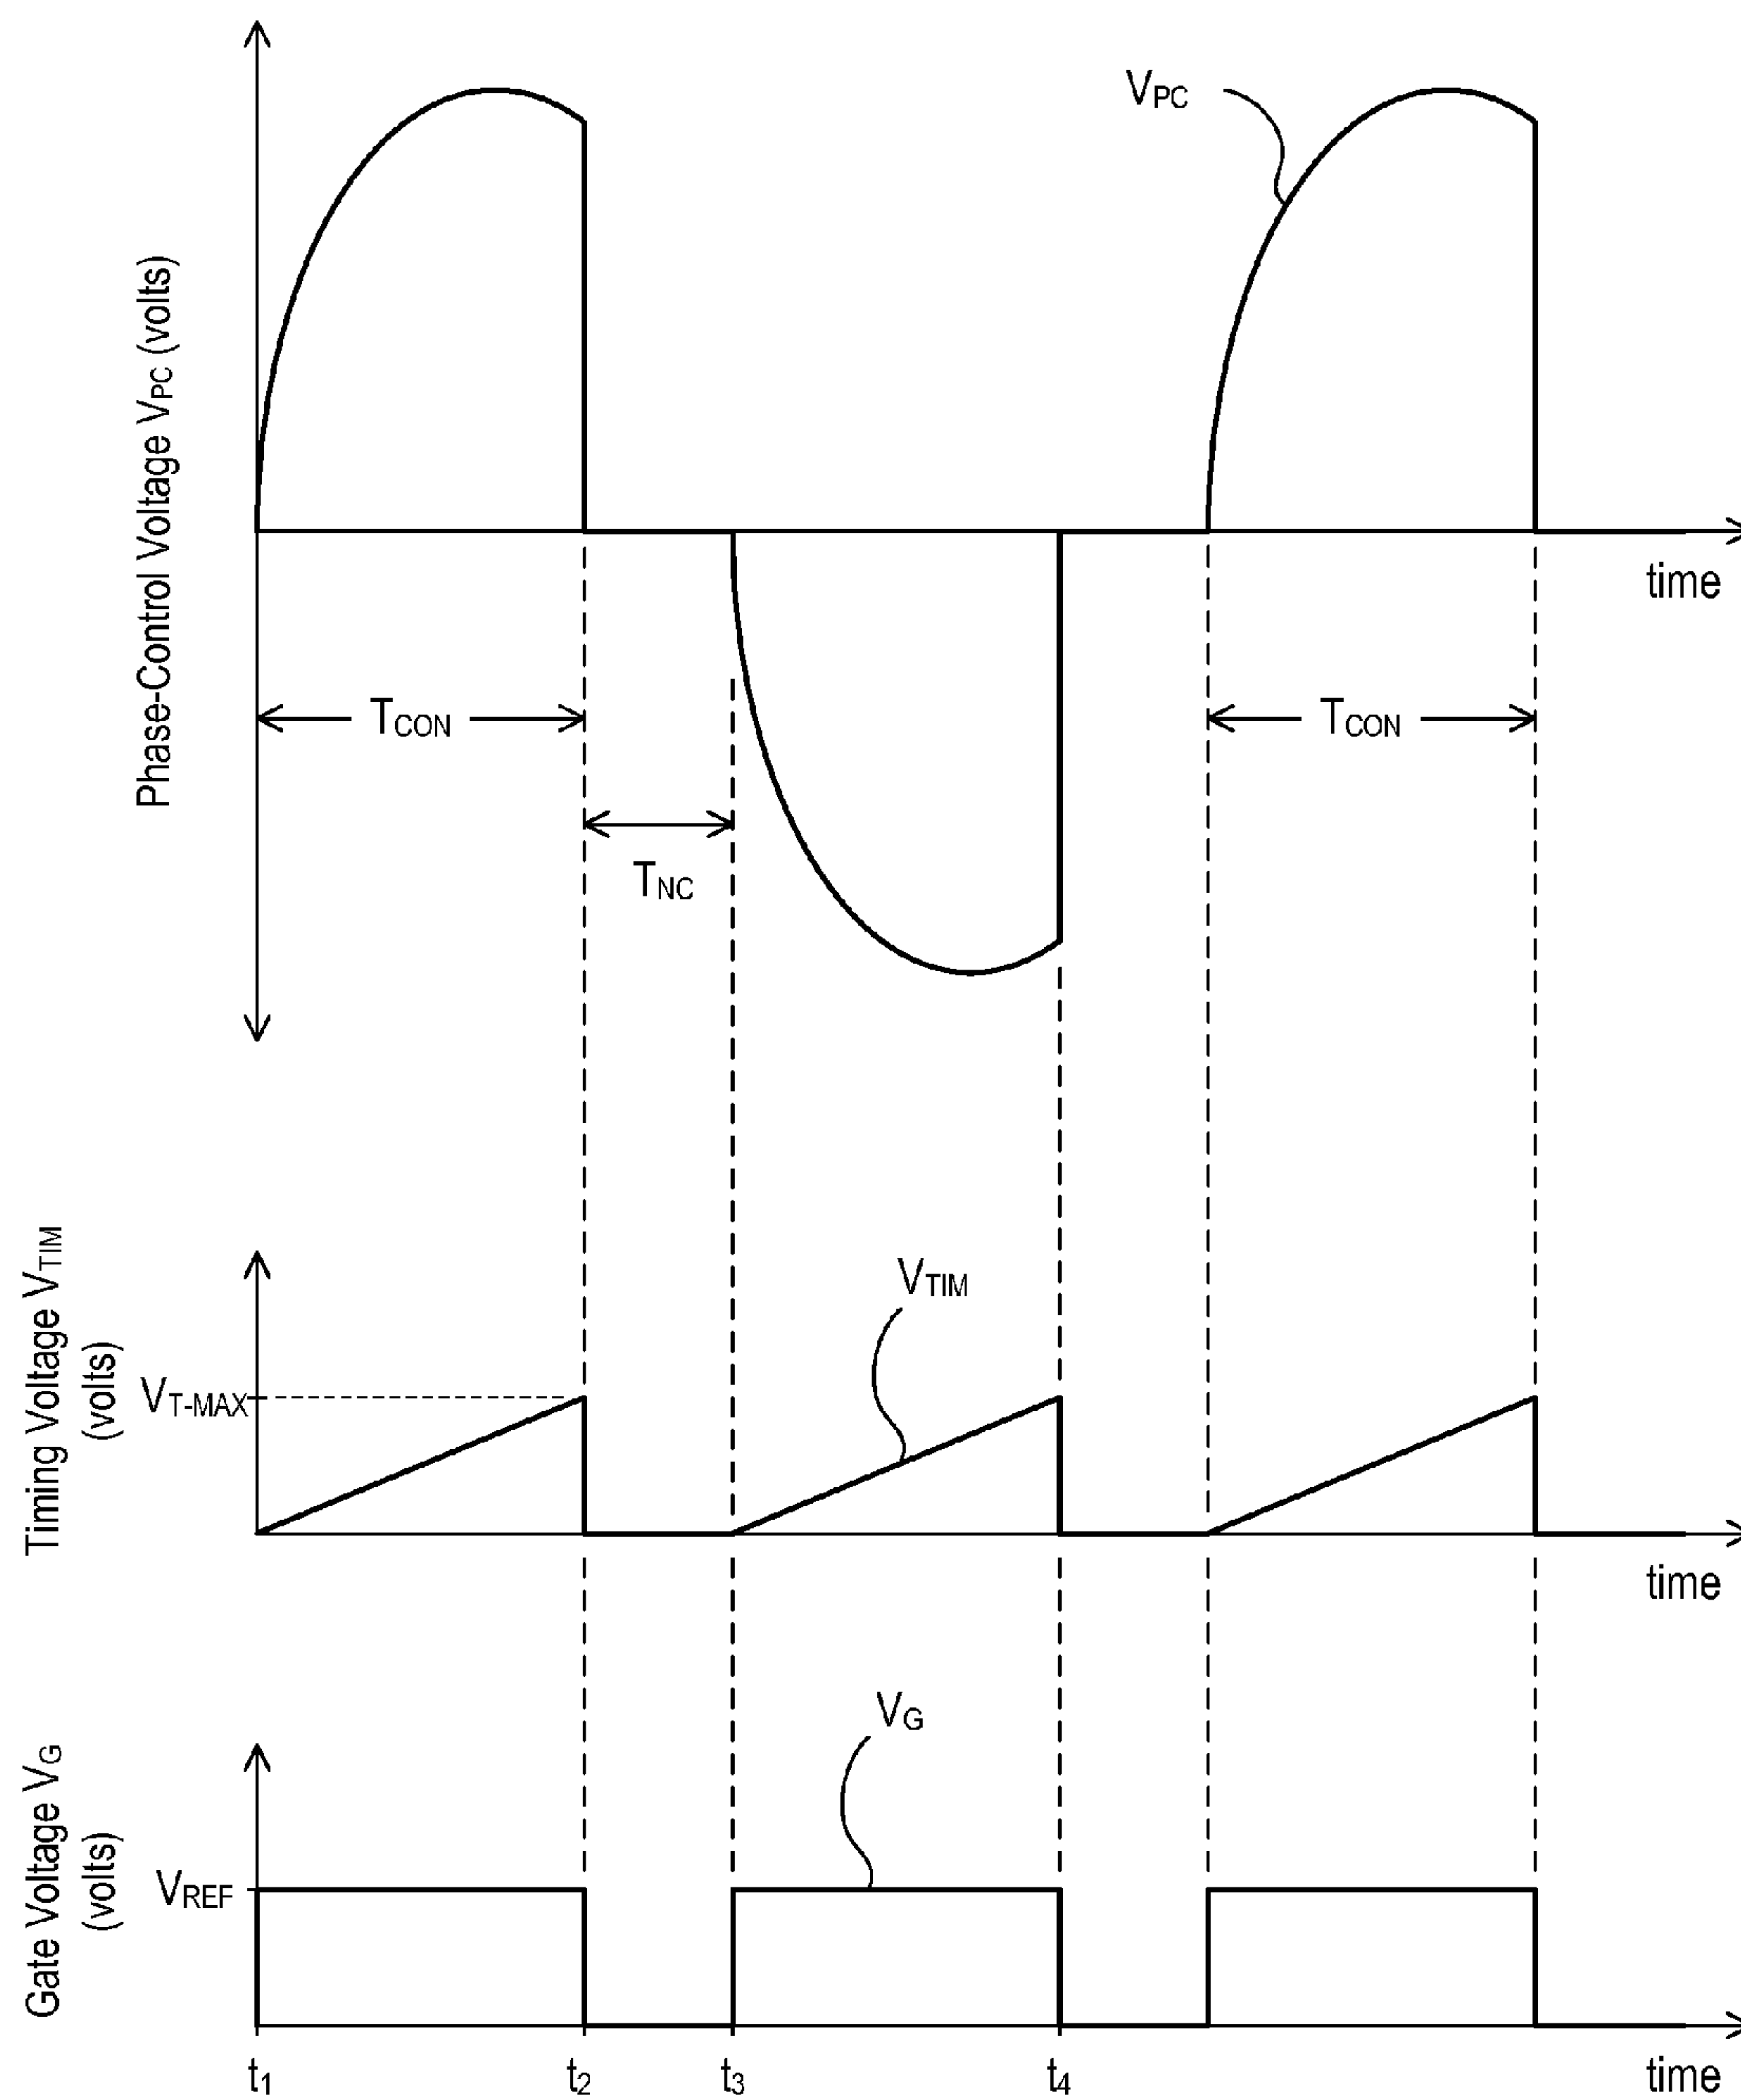 Phase-Control Voltage VPC (volts)
VPC
time
TCON
TCON
TNC
Timing Voltage VTIM
(volts)
VTIM
VT-MAX
time
Gate Voltage VG
(volts)
VG
VREF
t1
t2
t3
t4
time